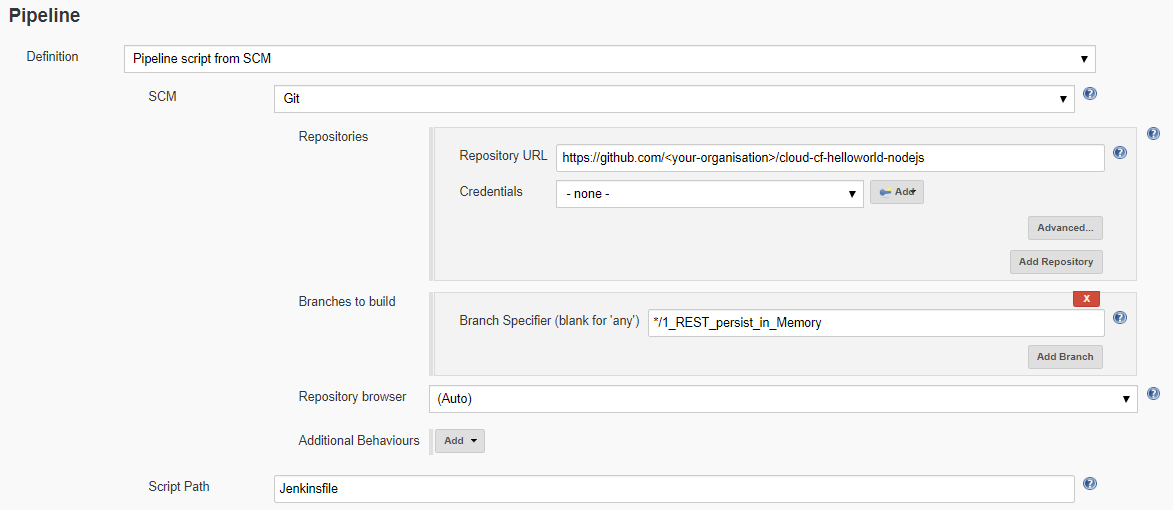 Pipeline
Definition
Pipeline script from SCM
SCM
Git
Repositories
Repository URL
https://github.com/<your-organisation>/cloud-cf-helloworld-nodejs
Credentials
- none -
Add
Advanced...
Add Repository
Branches to build
X
Branch Specifier (blank for 'any')
*/1_REST_persist_in_Memory
Add Branch
Repository browser
(Auto)
Additional Behaviours
Add
Script Path
Jenkinsfile